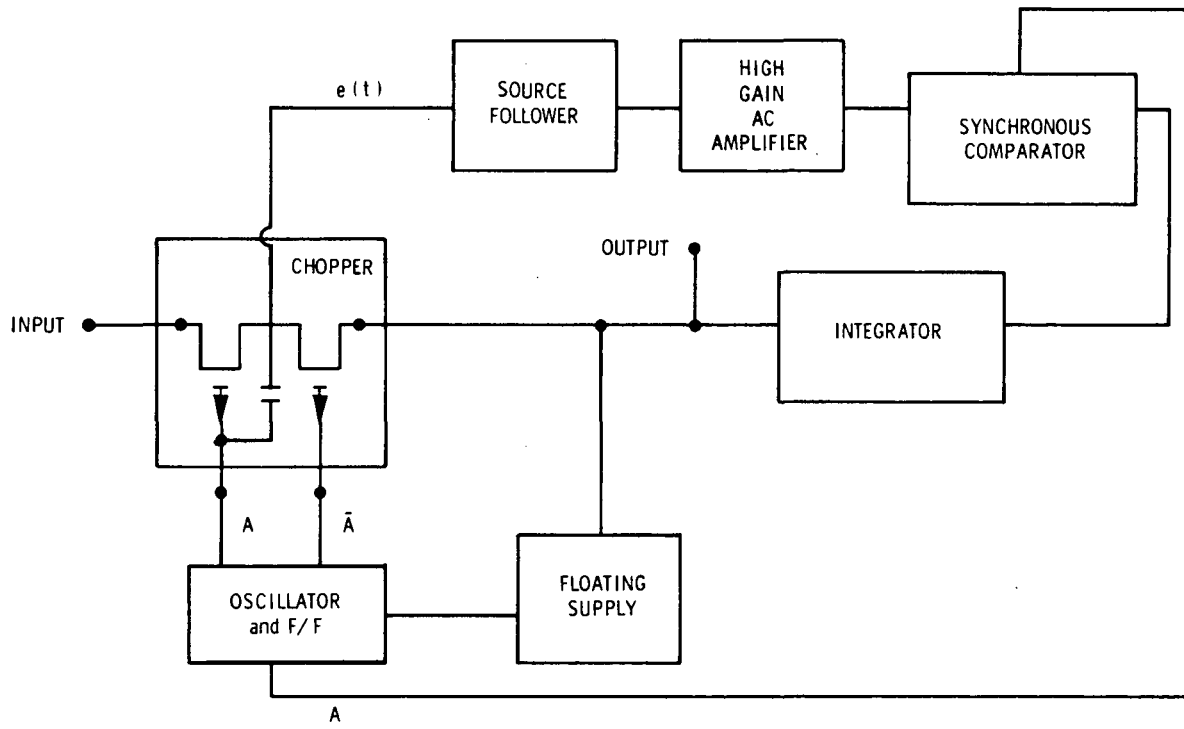 e(t)
SOURCE
FOLLOWER
HIGH
GAIN
AC
AMPLIFIER
SYNCHRONOUS
COMPARATOR
CHOPPER
OUTPUT
INPUT
INTEGRATOR
A
Ā
OSCILLATOR
and F/F
FLOATING
SUPPLY
A